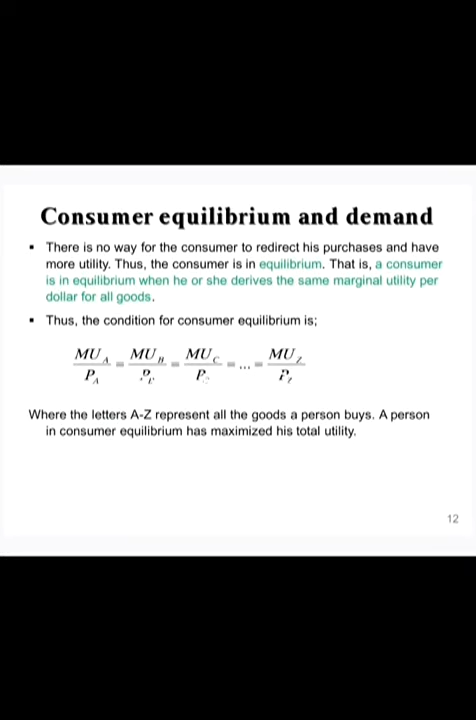 Consumer equilibrium and demand
▪ There is no way for the consumer to redirect his purchases and have
more utility. Thus, the consumer is in equilibrium. That is, a consumer
is in equilibrium when he or she derives the same marginal utility per
dollar for all goods.
▪ Thus, the condition for consumer equilibrium is;
MU_A / P_A = MU_B / P_B = MU_C / P_C = ... = MU_Z / P_Z
Where the letters A-Z represent all the goods a person buys. A person
in consumer equilibrium has maximized his total utility.
12